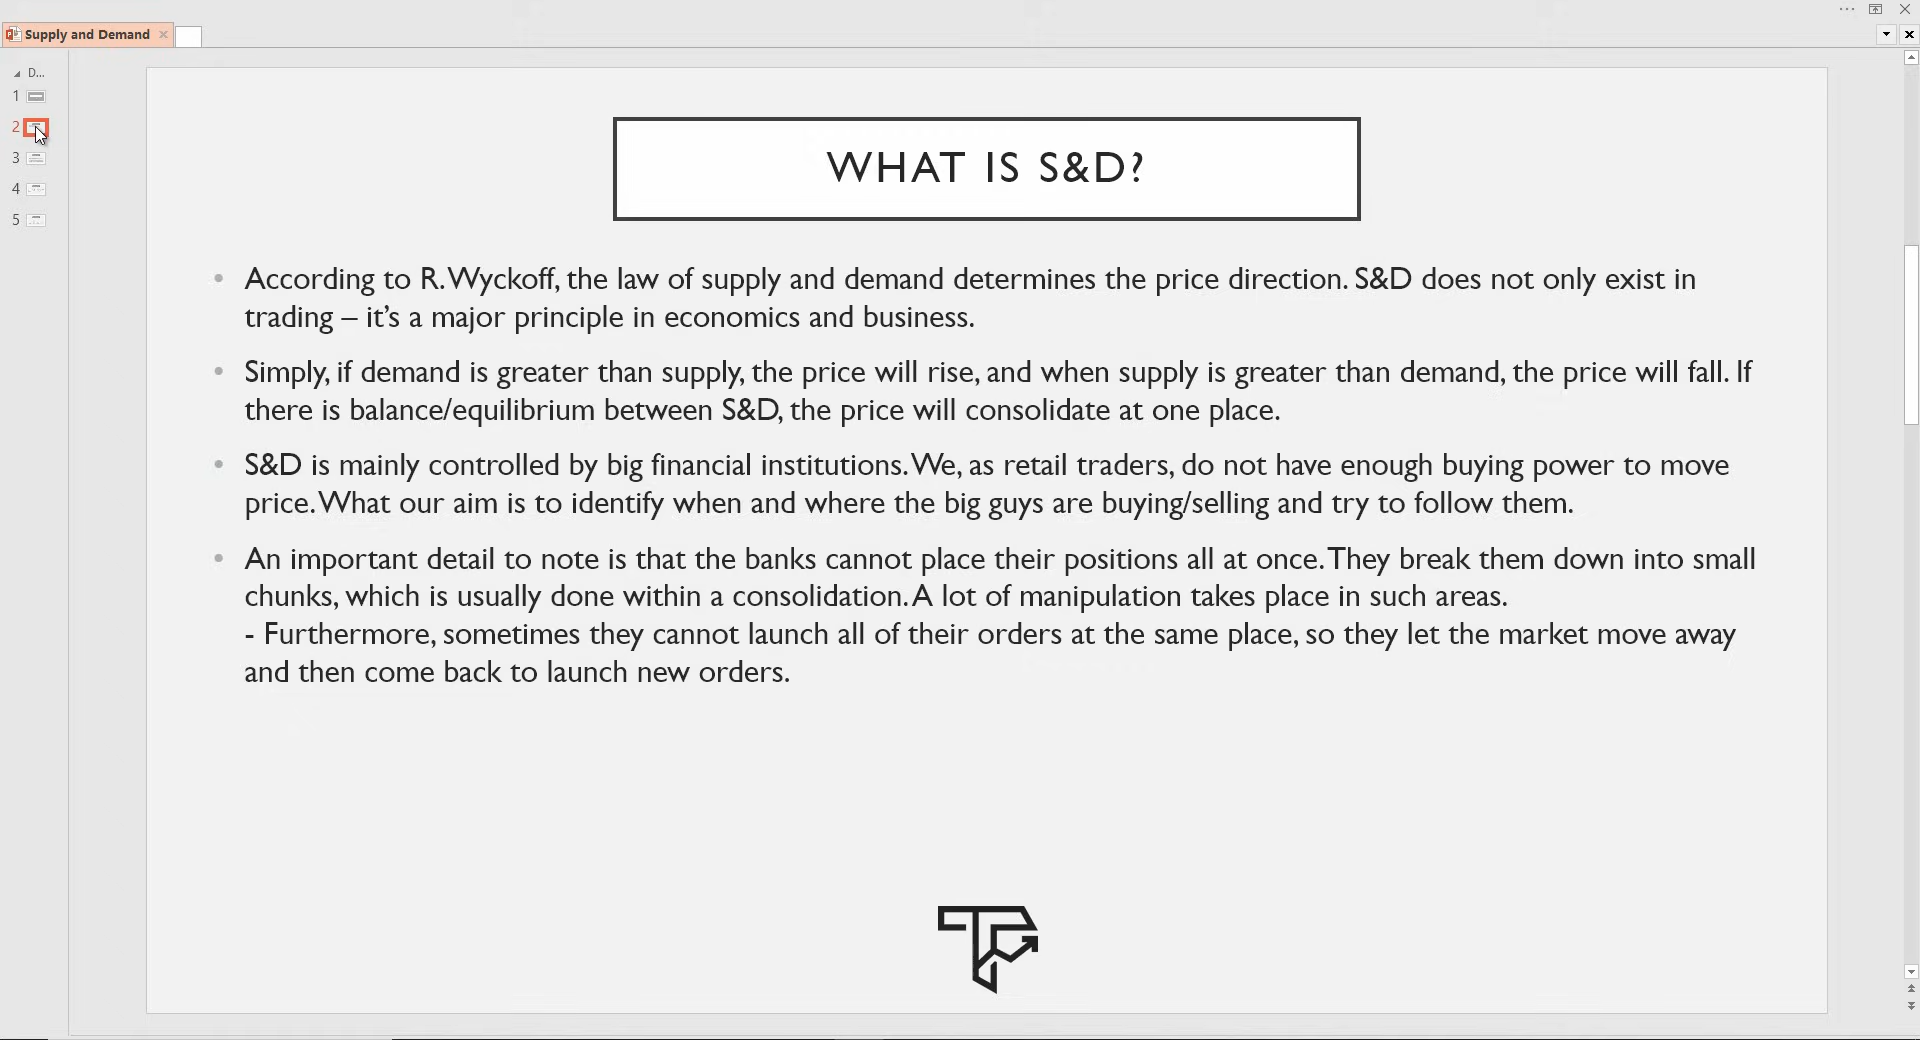 Supply and Demand
D...
1
2
3
4
5
WHAT IS S&D?
• According to R. Wyckoff, the law of supply and demand determines the price direction. S&D does not only exist in
trading – it’s a major principle in economics and business.
• Simply, if demand is greater than supply, the price will rise, and when supply is greater than demand, the price will fall. If
there is balance/equilibrium between S&D, the price will consolidate at one place.
• S&D is mainly controlled by big financial institutions. We, as retail traders, do not have enough buying power to move
price. What our aim is to identify when and where the big guys are buying/selling and try to follow them.
• An important detail to note is that the banks cannot place their positions all at once. They break them down into small
chunks, which is usually done within a consolidation. A lot of manipulation takes place in such areas.
- Furthermore, sometimes they cannot launch all of their orders at the same place, so they let the market move away
and then come back to launch new orders.